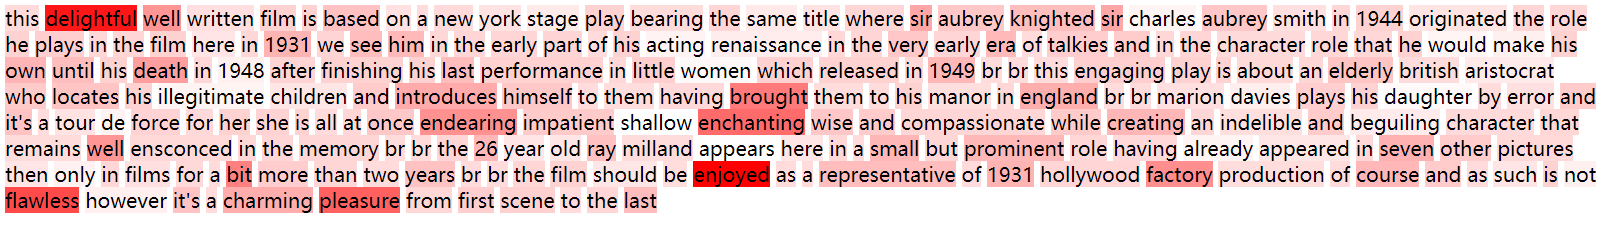 this delightful well written film is based on a new york stage play bearing the same title where sir aubrey knighted sir charles aubrey smith in 1944 originated the role
he plays in the film here in 1931 we see him in the early part of his acting renaissance in the very early era of talkies and in the character role that he would make his
own until his death in 1948 after finishing his last performance in little women which released in 1949 br br this engaging play is about an elderly british aristocrat
who locates his illegitimate children and introduces himself to them having brought them to his manor in england br br marion davies plays his daughter by error and
it's a tour de force for her she is all at once endearing impatient shallow enchanting wise and compassionate while creating an indelible and beguiling character that
remains well ensconced in the memory br br the 26 year old ray milland appears here in a small but prominent role having already appeared in seven other pictures
then only in films for a bit more than two years br br the film should be enjoyed as a representative of 1931 hollywood factory production of course and as such is not
flawless however it's a charming pleasure from first scene to the last